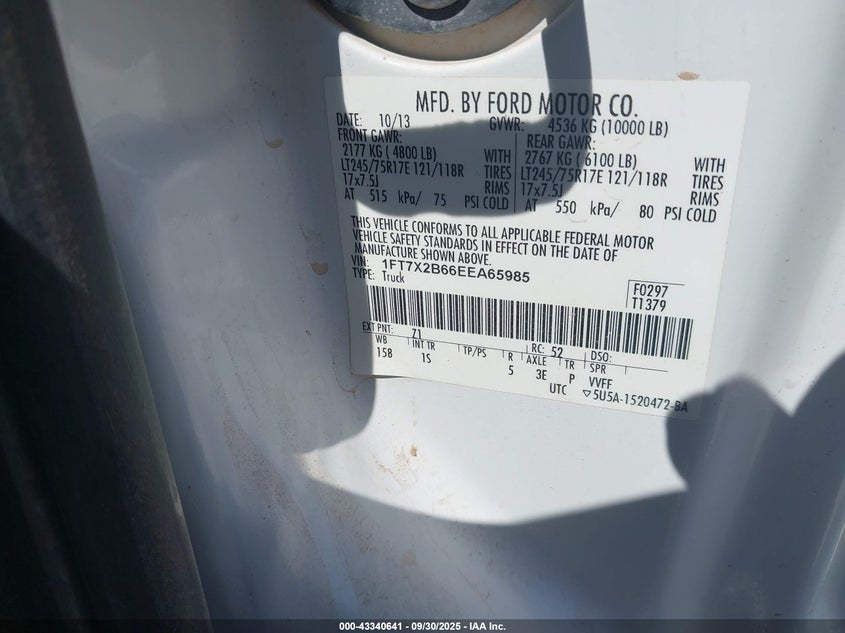 MFD. BY FORD MOTOR CO.
DATE: 10/13 GVWR: 4536 KG (10000 LB)
FRONT GAWR: REAR GAWR:
2177 KG ( 4800 LB) WITH 2767 KG ( 6100 LB) WITH
LT245/75R17E 121/118R TIRES LT245/75R17E 121/118R TIRES
17x7.5J RIMS 17x7.5J RIMS
AT 515 kPa/ 75 PSI COLD AT 550 kPa/ 80 PSI COLD
THIS VEHICLE CONFORMS TO ALL APPLICABLE FEDERAL MOTOR
VEHICLE SAFETY STANDARDS IN EFFECT ON THE DATE OF
MANUFACTURE SHOWN ABOVE.
VIN: 1FT7X2B66EEA65985
TYPE: Truck
F0297
T1379
EXT PNT: Z1 RC: 52 DSO:
WB INT TR TP/PS R AXLE TR SPR
158 1S 5 3E P VVFF
UTC ▽5U5A-1520472-BA
000-43340641 - 09/30/2025 - IAA Inc.